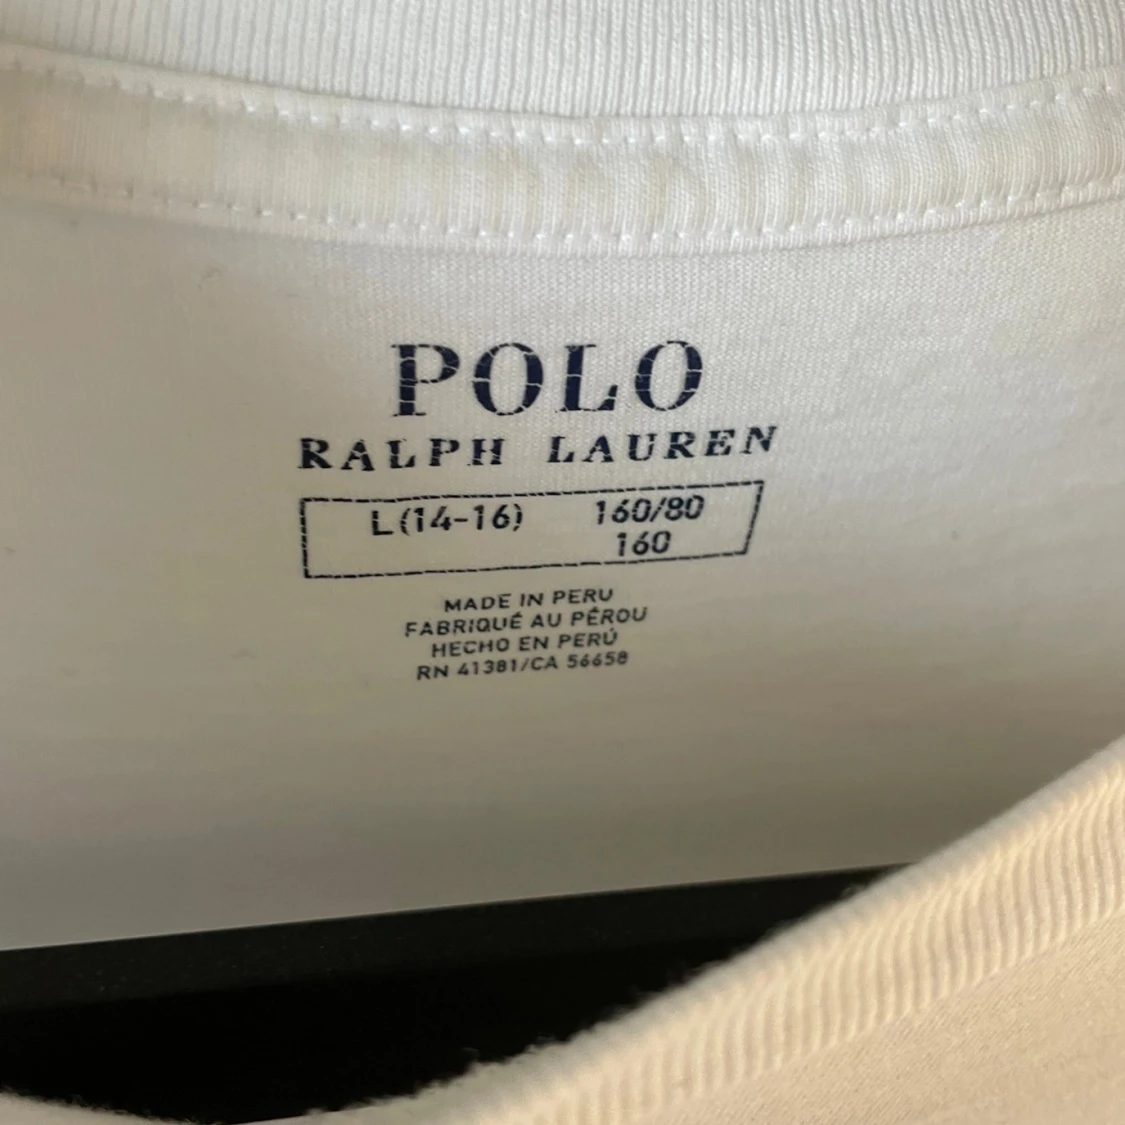 POLO
RALPH LAUREN
L(14-16) 160/80
160
MADE IN PERU
FABRIQUÉ AU PÉROU
HECHO EN PERÚ
RN 41381/CA 56658